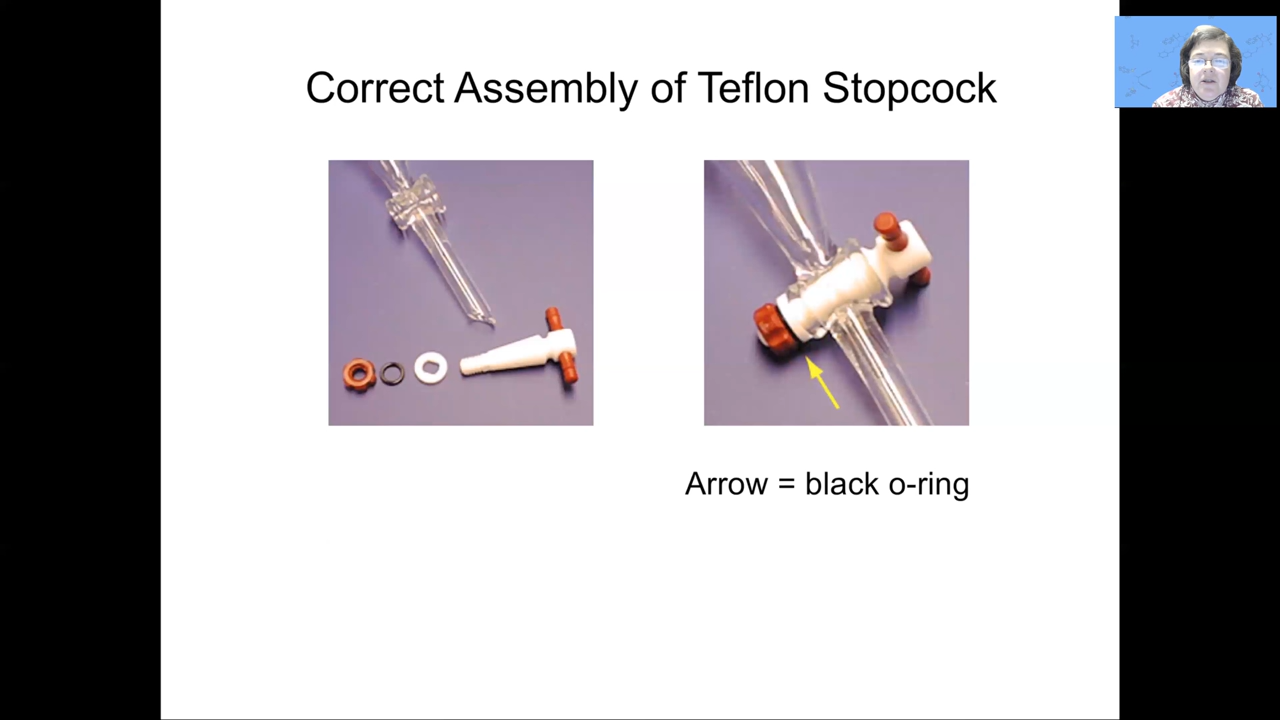 Correct Assembly of Teflon Stopcock
Arrow = black o-ring